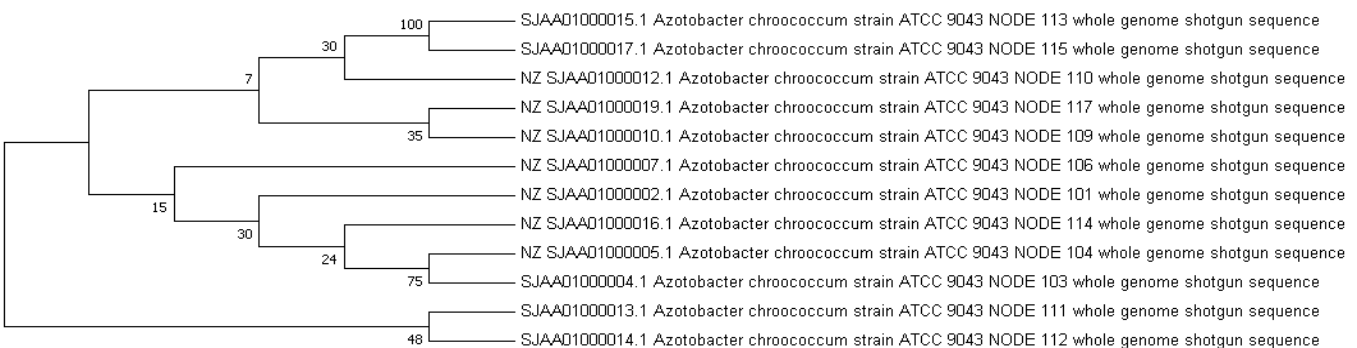 100
SJAA01000015.1 Azotobacter chroococcum strain ATCC 9043 NODE 113 whole genome shotgun sequence
30
SJAA01000017.1 Azotobacter chroococcum strain ATCC 9043 NODE 115 whole genome shotgun sequence
7
NZ SJAA01000012.1 Azotobacter chroococcum strain ATCC 9043 NODE 110 whole genome shotgun sequence
NZ SJAA01000019.1 Azotobacter chroococcum strain ATCC 9043 NODE 117 whole genome shotgun sequence
35
NZ SJAA01000010.1 Azotobacter chroococcum strain ATCC 9043 NODE 109 whole genome shotgun sequence
NZ SJAA01000007.1 Azotobacter chroococcum strain ATCC 9043 NODE 106 whole genome shotgun sequence
15
NZ SJAA01000002.1 Azotobacter chroococcum strain ATCC 9043 NODE 101 whole genome shotgun sequence
30
NZ SJAA01000016.1 Azotobacter chroococcum strain ATCC 9043 NODE 114 whole genome shotgun sequence
24
NZ SJAA01000005.1 Azotobacter chroococcum strain ATCC 9043 NODE 104 whole genome shotgun sequence
75
SJAA01000004.1 Azotobacter chroococcum strain ATCC 9043 NODE 103 whole genome shotgun sequence
SJAA01000013.1 Azotobacter chroococcum strain ATCC 9043 NODE 111 whole genome shotgun sequence
48
SJAA01000014.1 Azotobacter chroococcum strain ATCC 9043 NODE 112 whole genome shotgun sequence